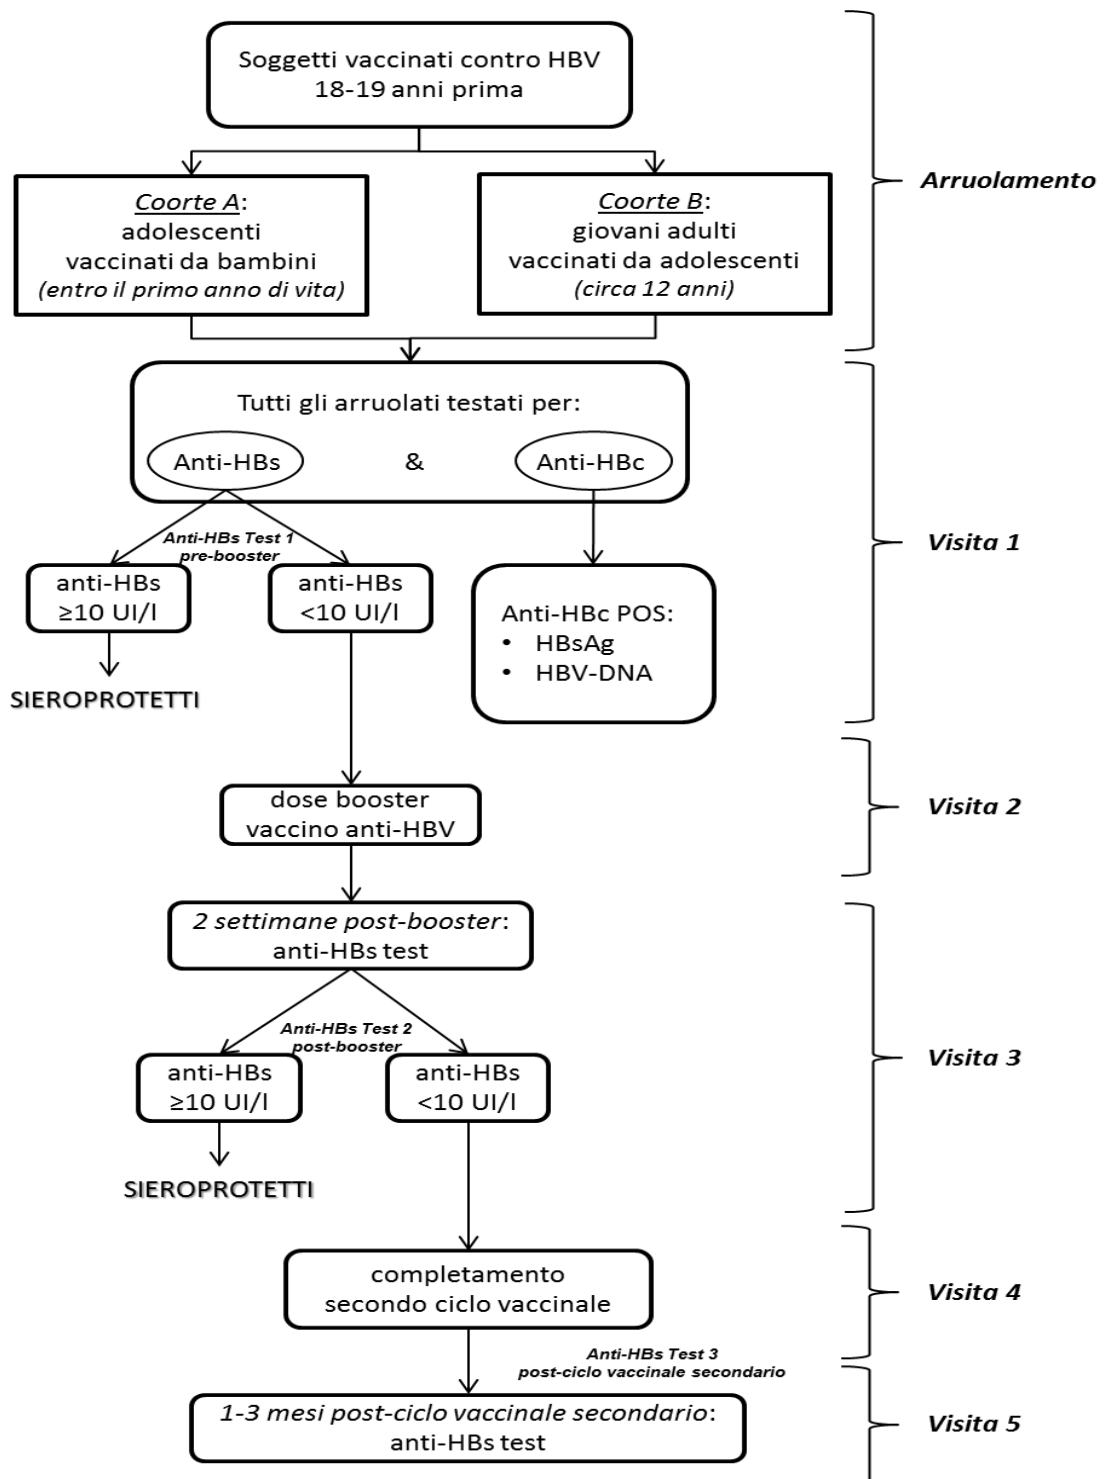 Soggetti vaccinati contro HBV
18-19 anni prima
Arruolamento
Coorte A:
adolescenti
vaccinati da bambini
(entro il primo anno di vita)
Coorte B:
giovani adulti
vaccinati da adolescenti
(circa 12 anni)
Tutti gli arruolati testati per:
Anti-HBs & Anti-HBc
Visita 1
Anti-HBs Test 1
pre-booster
anti-HBs
≥10 UI/l
anti-HBs
<10 UI/l
Anti-HBc POS:
• HBsAg
• HBV-DNA
SIEROPROTETTI
dose booster
vaccino anti-HBV
Visita 2
2 settimane post-booster:
anti-HBs test
Anti-HBs Test 2
post-booster
Visita 3
anti-HBs
≥10 UI/l
anti-HBs
<10 UI/l
SIEROPROTETTI
completamento
secondo ciclo vaccinale
Visita 4
Anti-HBs Test 3
post-ciclo vaccinale secondario
1-3 mesi post-ciclo vaccinale secondario:
anti-HBs test
Visita 5